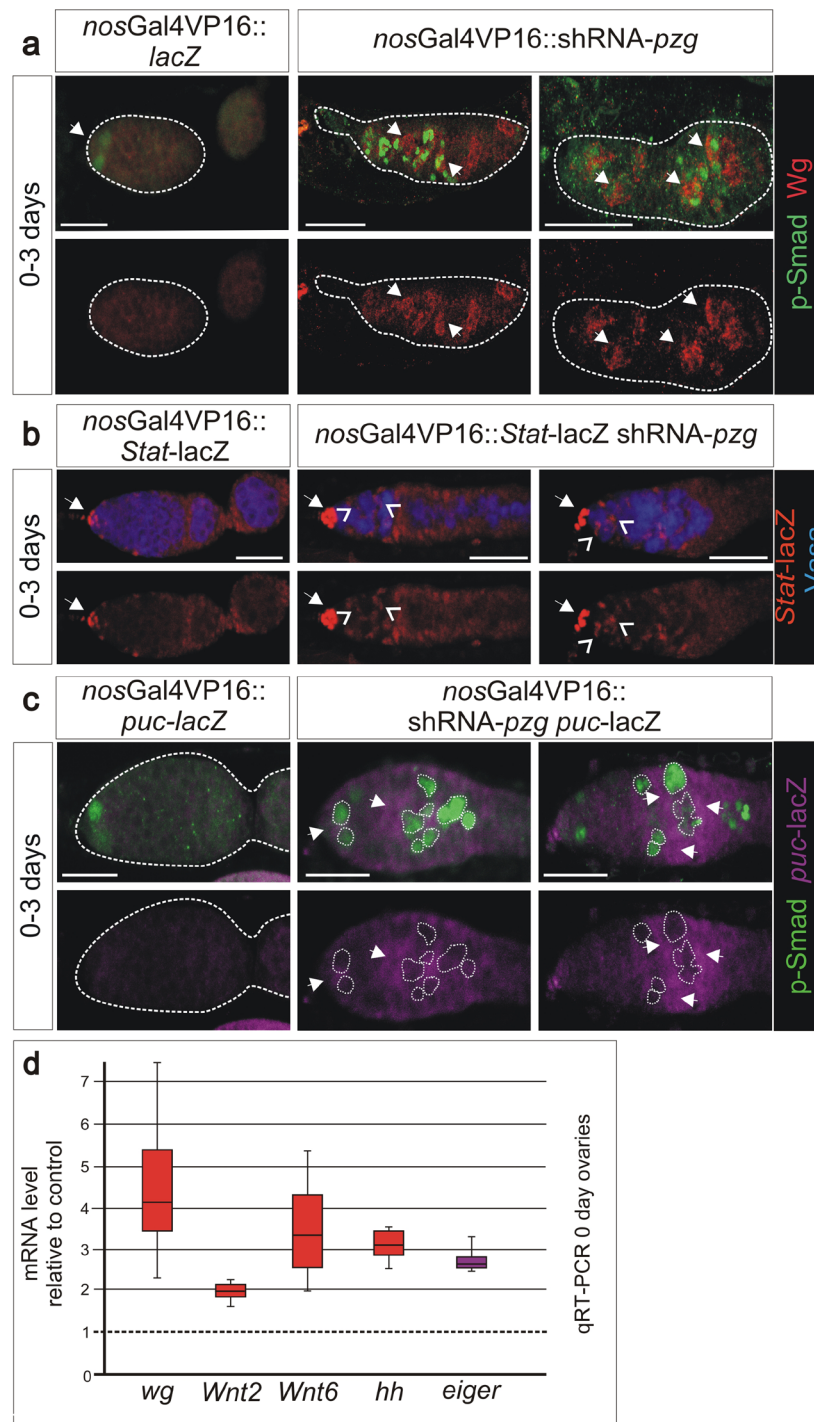 a
nosGal4VP16::
lacZ
nosGal4VP16::shRNA-pzg
0-3 days
p-Smad Wg
b
nosGal4VP16::
Stat-lacZ
nosGal4VP16::Stat-lacZ shRNA-pzg
0-3 days
Stat-lacZ
Vasa
c
nosGal4VP16::
puc-lacZ
nosGal4VP16::
shRNA-pzg puc-lacZ
0-3 days
p-Smad puc-lacZ
d
mRNA level
relative to control
7
6
5
4
3
2
1
0
wg Wnt2 Wnt6 hh eiger
qRT-PCR 0 day ovaries